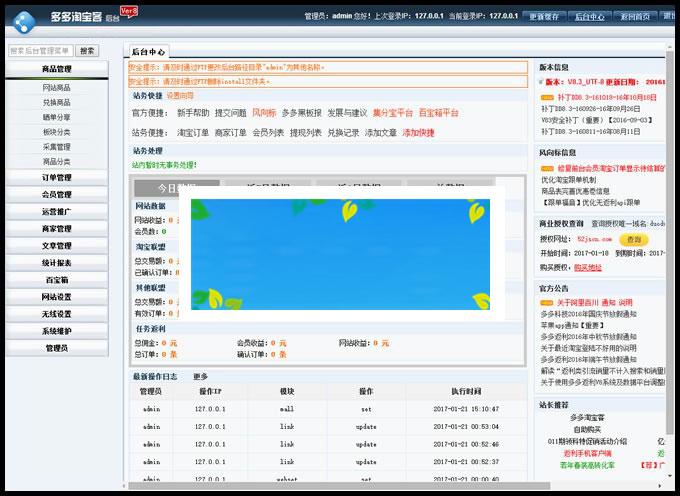 多多淘宝客 后台 Ver8
管理员：admin 您好！上次登录IP：127.0.0.1 当前登录IP：127.0.0.1 更新缓存 后台中心 返回首页
搜索后台管理菜单 搜索
商品管理
网站商品
兑换商品
晒单分享
板块分类
采集管理
商品分类
订单管理
会员管理
运营推广
商家管理
文章管理
统计报表
百宝箱
网站设置
无线设置
系统维护
管理员
后台中心
安全提示：请及时通过FTP更改后台路径目录"admin"为其他名称。
安全提示：请及时通过FTP删除install文件夹。
站务快捷 设置向导
官方便捷： 新手帮助 提交问题 风向标 多多黑板报 发展与建议 集分宝平台 百宝箱平台
站务便捷： 淘宝订单 商家订单 会员列表 提现列表 兑换记录 添加文章 添加快捷
站务处理
站内暂时无事务处理！
今日数据
网站数据
网站收益：0
会员数：0
淘宝联盟
总交易额：0
已确认订单：
其他联盟
总交易额：0
有效订单：0
任务返利
总佣金：0 元 会员收益：0 元 网站收益：0 元
总订单：0 条 确认订单：0 条
最新操作日志 更多
管理员 操作IP 模块 操作 执行时间
admin 127.0.0.1 mall set 2017-01-21 15:10:47
admin 127.0.0.1 link update 2017-01-21 00:53:04
admin 127.0.0.1 link update 2017-01-21 00:52:46
admin 127.0.0.1 link update 2017-01-21 00:52:37
admin 127.0.0.1 webset set 2017-01-21 00:00:40
版本信息
版本：V8.3_UTF-8 更新日期： 20161
补丁DD8.3-161018-16年10月18日
补丁DD8.3-160926-16年09月26日
V83安全补丁（重要）【2016-09-03】
补丁DD8.3-160811-16年08月11日
风向标信息
给夏前台会员淘宝订单显示待结算的
优化淘宝跟单机制
商品表页面优惠卷信息
【跟单福音】优化无返利api跟单
商业授权查询 查询授权唯一域名：duodu
授权网址： 52jscn.com 查询
开始时间：2017-01-18 到期时间：2017-
购买授权：购买地址
官方公告
关于阿里百川 通知 说明
多多科技2016年国庆节放假通知
苹果app通知【重要】
多多返利2016年中秋节放假通知
关于最近淘宝登陆不好用的说明
多多返利2016年端午节放假通知
解读“返利卖引流销量不计入搜索和销量
关于使用多多返利V8系统及数据平台调整
站长推荐
多多淘宝客
自助购买
011期领科特促销活动介绍
返利手机客户端
若年春装高转化率 【荐】